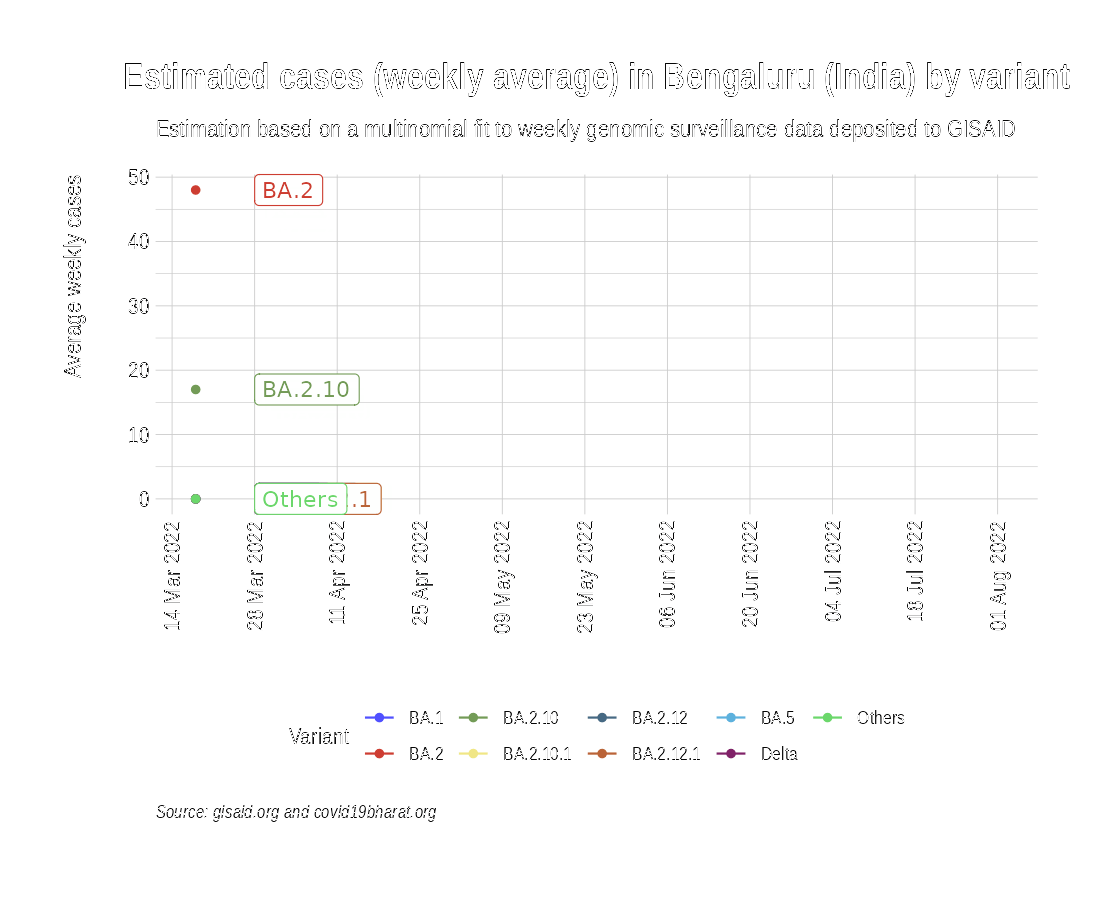 Estimated cases (weekly average) in Bengaluru (India) by variant
Estimation based on a multinomial fit to weekly genomic surveillance data deposited to GISAID
Average weekly cases
50
40
30
20
10
0
BA.2
BA.2.10
Others
.1
14 Mar 2022
28 Mar 2022
11 Apr 2022
25 Apr 2022
09 May 2022
23 May 2022
06 Jun 2022
20 Jun 2022
04 Jul 2022
18 Jul 2022
01 Aug 2022
Variant
BA.1 BA.2.10 BA.2.12 BA.5 Others
BA.2 BA.2.10.1 BA.2.12.1 Delta
Source: gisaid.org and covid19bharat.org